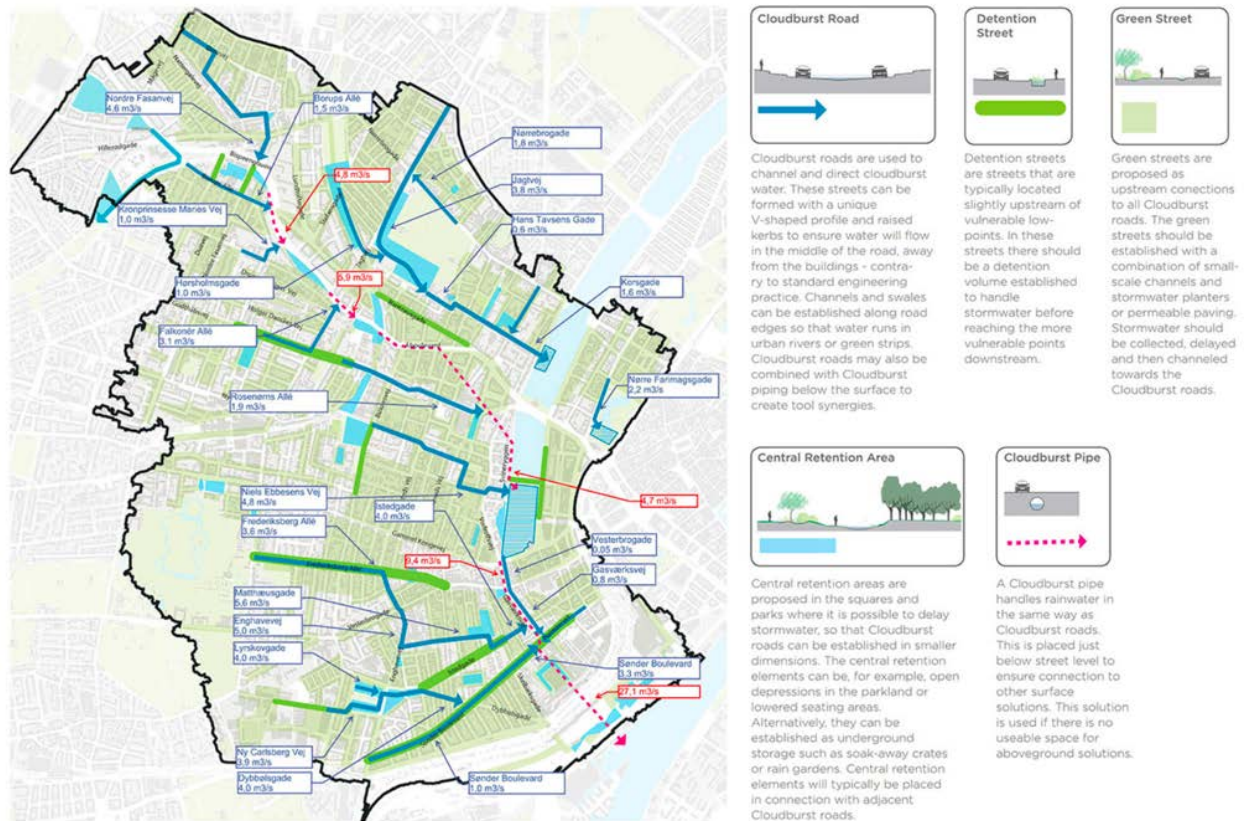 Nordre Fasanvej
4,6 m3/s
Borups Allé
1,5 m3/s
Nørrebrogade
1,8 m3/s
4,8 m3/s
Jagtvej
3,8 m3/s
Kronprinsesse Maries Vej
1,0 m3/s
Hans Tavsens Gade
0,6 m3/s
Hørsholmsgade
1,0 m3/s
5,9 m3/s
Korsgade
1,6 m3/s
Falkonér Allé
3,1 m3/s
Nørre Farimagsgade
2,2 m3/s
Rosenørns Allé
1,9 m3/s
Niels Ebbesens Vej
4,8 m3/s
Istedgade
4,0 m3/s
4,7 m3/s
Frederiksberg Allé
3,6 m3/s
Gammel Kongevej
9,4 m3/s
Vesterbrogade
0,05 m3/s
Gasværksvej
0,8 m3/s
Matthæusgade
5,6 m3/s
Enghavevej
5,0 m3/s
Lyrskovgade
4,0 m3/s
Istedgade
Sønder Boulevard
3,3 m3/s
27,1 m3/s
Dybbølsgade
Ny Carlsberg Vej
3,9 m3/s
Dybbølsgade
4,0 m3/s
Sønder Boulevard
1,0 m3/s
Cloudburst Road
Cloudburst roads are used to
channel and direct cloudburst
water. These streets can be
formed with a unique
V-shaped profile and raised
kerbs to ensure water will flow
in the middle of the road, away
from the buildings - contra-
ry to standard engineering
practice. Channels and swales
can be established along road
edges so that water runs in
urban rivers or green strips.
Cloudburst roads may also be
combined with Cloudburst
piping below the surface to
create tool synergies.
Detention
Street
Detention streets
are streets that are
typically located
slightly upstream of
vulnerable low-
points. In these
streets there should
be a detention
volume established
to handle
stormwater before
reaching the more
vulnerable points
downstream.
Green Street
Green streets are
proposed as
upstream conections
to all Cloudburst
roads. The green
streets should be
established with a
combination of small-
scale channels and
stormwater planters
or permeable paving.
Stormwater should
be collected, delayed
and then channeled
towards the
Cloudburst roads.
Central Retention Area
Central retention areas are
proposed in the squares and
parks where it is possible to delay
stormwater, so that Cloudburst
roads can be established in smaller
dimensions. The central retention
elements can be, for example, open
depressions in the parkland or
lowered seating areas.
Alternatively, they can be
established as underground
storage such as soak-away crates
or rain gardens. Central retention
elements will typically be placed
in connection with adjacent
Cloudburst roads.
Cloudburst Pipe
A Cloudburst pipe
handles rainwater in
the same way as
Cloudburst roads.
This is placed just
below street level to
ensure connection to
other surface
solutions. This solution
is used if there is no
useable space for
aboveground solutions.